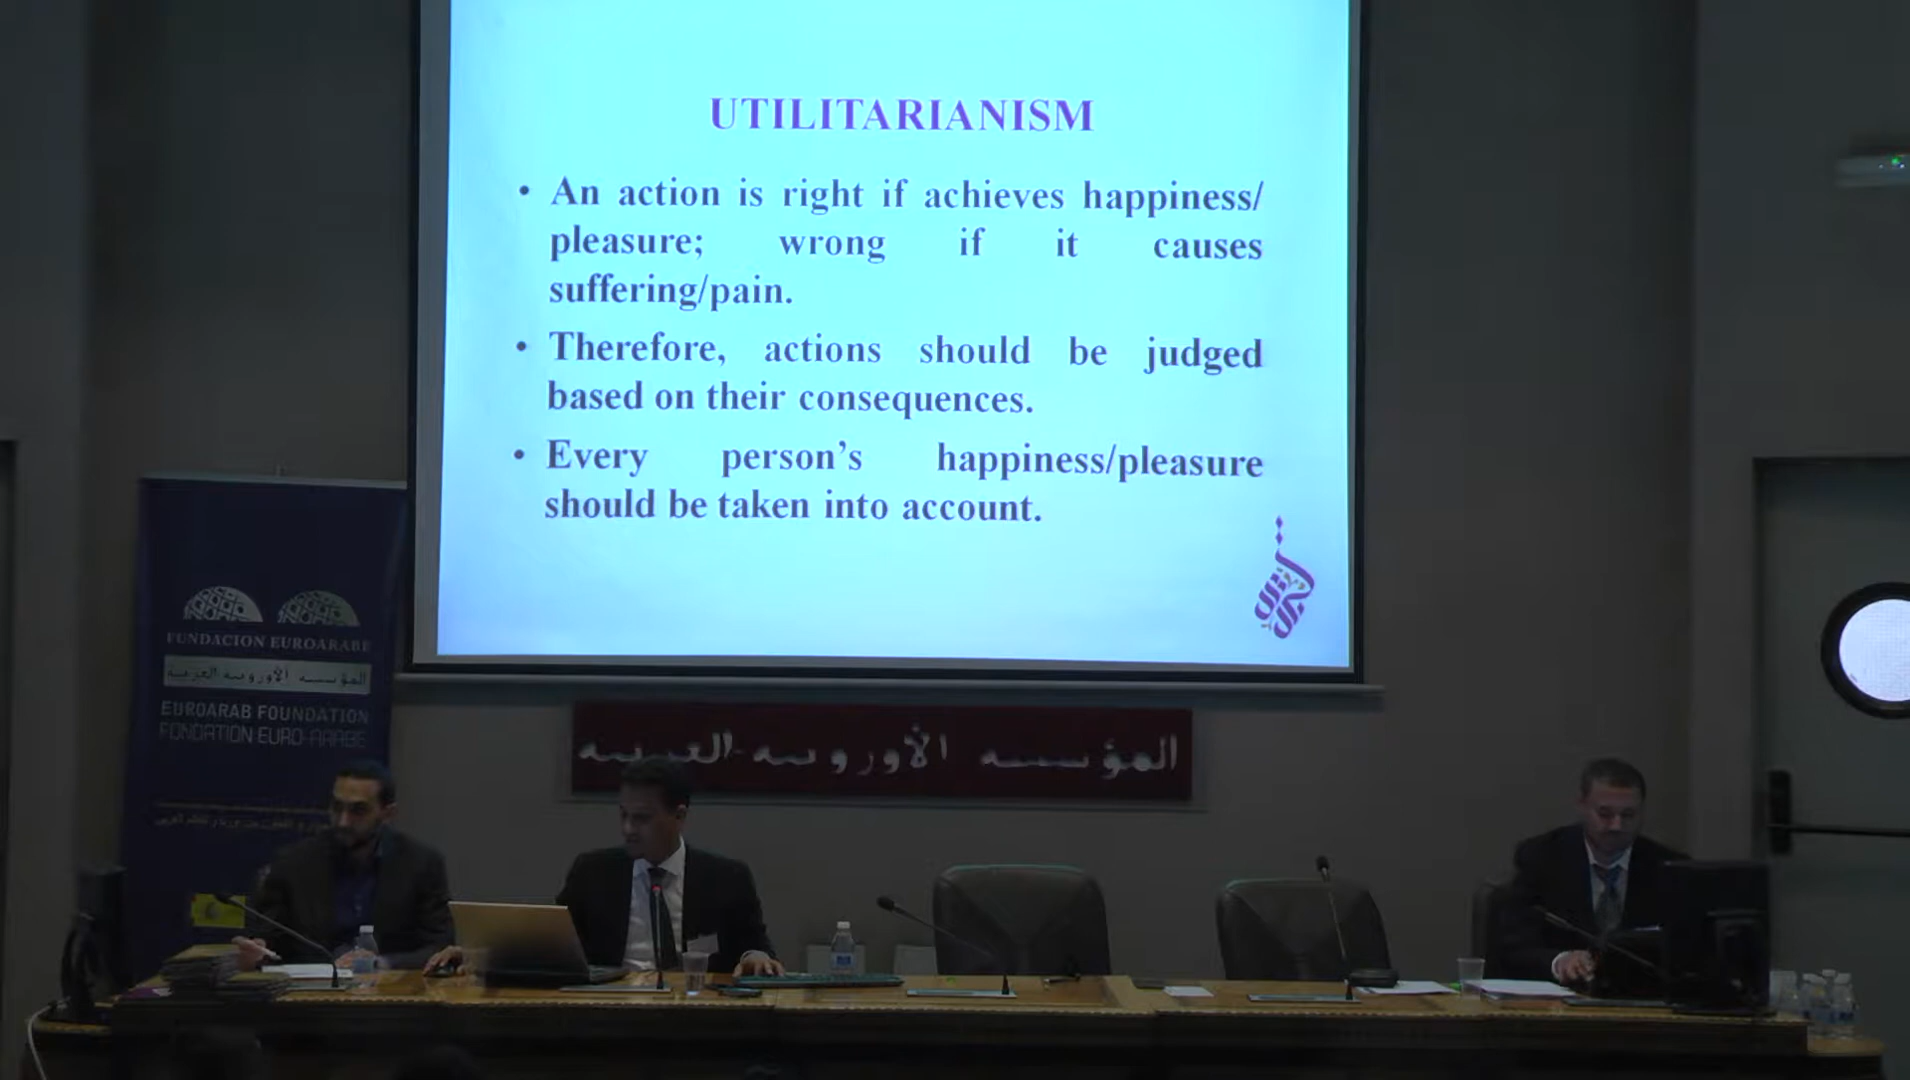 UTILITARIANISM
• An action is right if achieves happiness/
pleasure; wrong if it causes
suffering/pain.
• Therefore, actions should be judged
based on their consequences.
• Every person’s happiness/pleasure
should be taken into account.
FUNDACION EUROARABE
المؤسسة الأوروبية العربية
EUROARAB FOUNDATION
FONDATION EURO-ARABE
المؤسسة الأوروبية-العربية